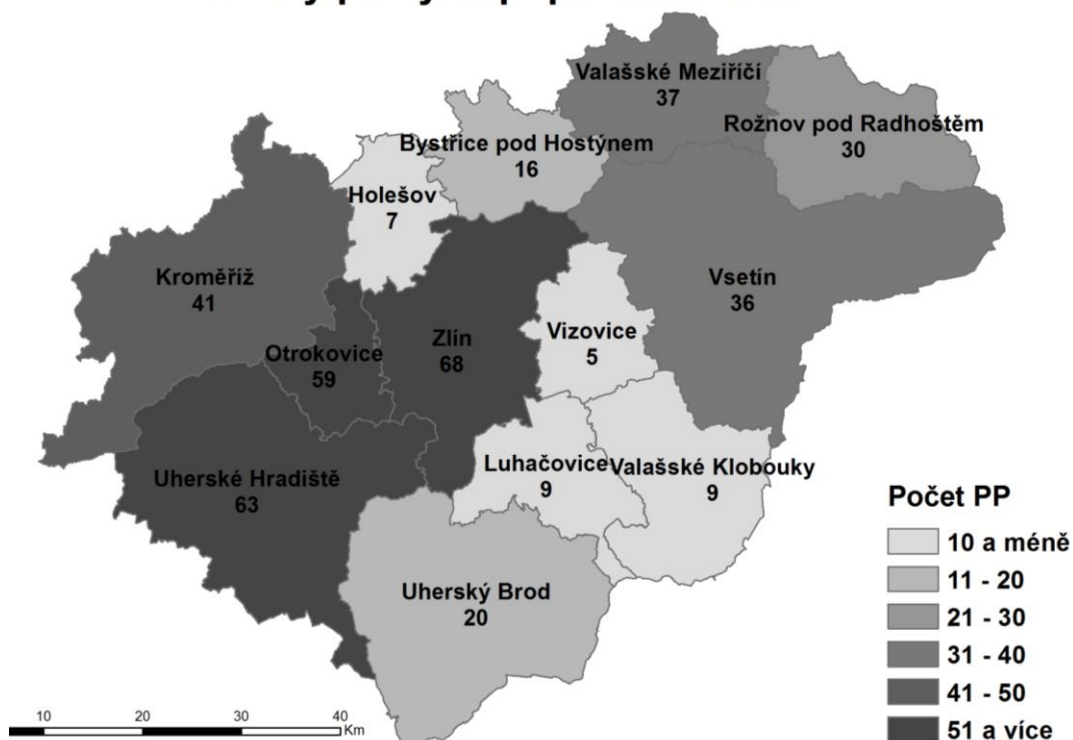 Valašské Meziříčí
37
Rožnov pod Radhoštěm
30
Bystřice pod Hostýnem
16
Holešov
7
Kroměříž
41
Vsetín
36
Zlín
68
Vizovice
5
Otrokovice
59
Uherské Hradiště
63
Luhačovice
9
Valašské Klobouky
9
Uherský Brod
20
Počet PP
10 a méně
11 - 20
21 - 30
31 - 40
41 - 50
51 a více
10 20 30 40
Km